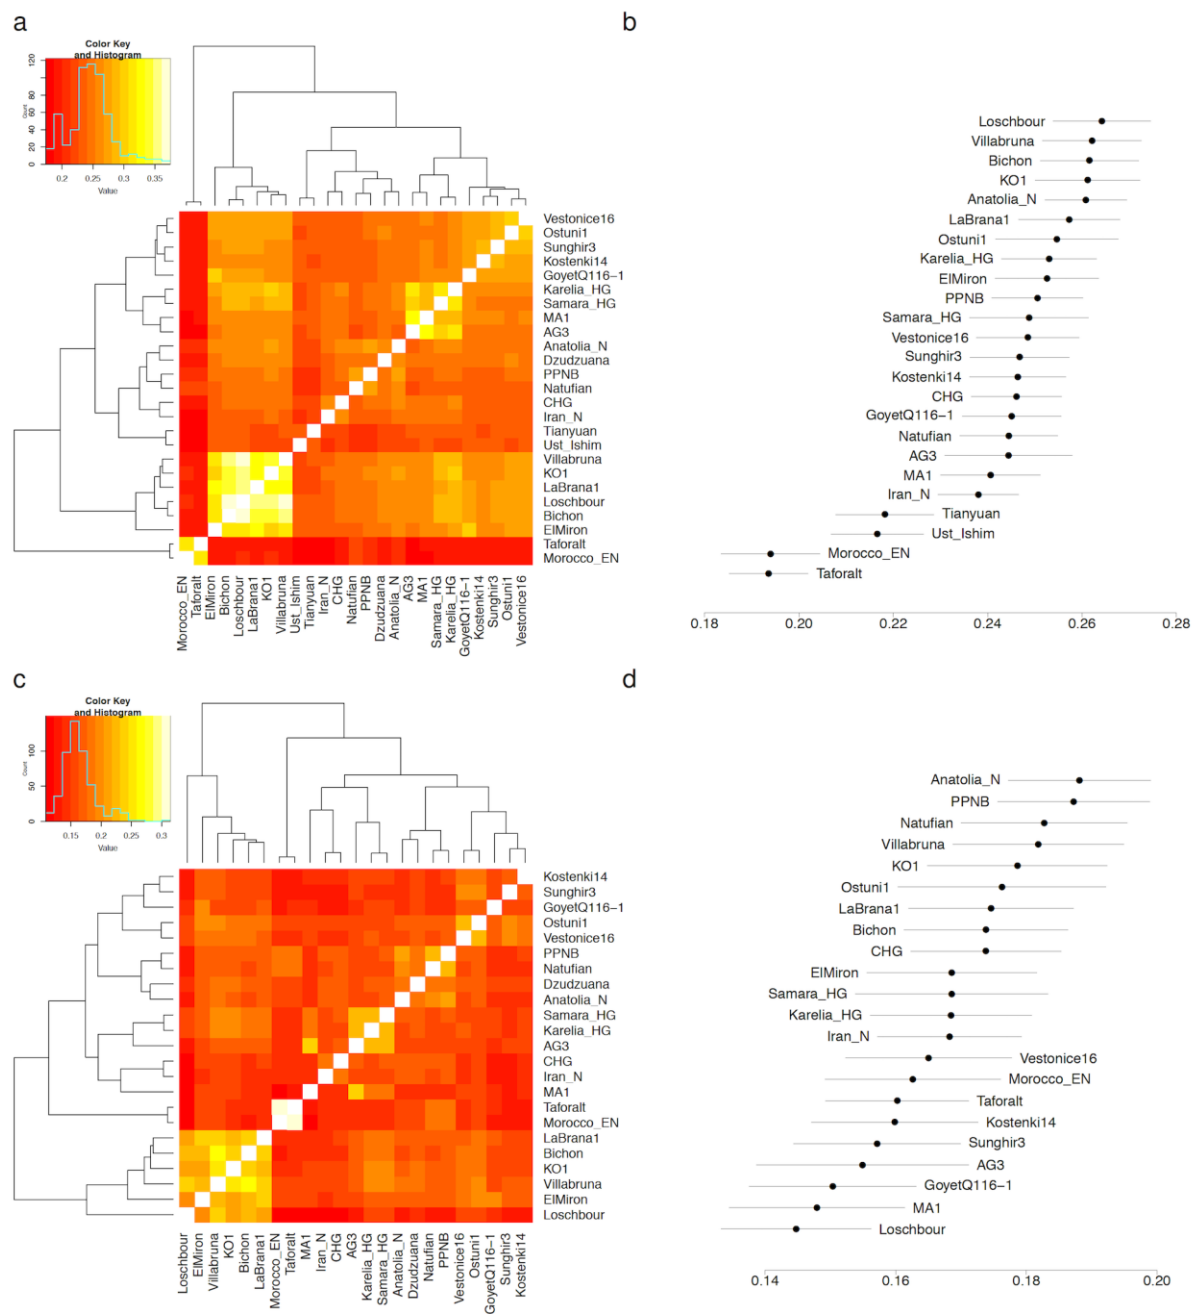 a
Color Key
and Histogram
Count
0 20 40 60 80 120
0.2 0.25 0.3 0.35
Value
Vestonice16
Ostuni1
Sunghir3
Kostenki14
GoyetQ116-1
Karelia_HG
Samara_HG
MA1
AG3
Anatolia_N
Dzudzuana
PPNB
Natufian
CHG
Iran_N
Tianyuan
Ust_Ishim
Villabruna
KO1
LaBrana1
Loschbour
Bichon
ElMiron
Taforalt
Morocco_EN
Morocco_EN
Taforalt
ElMiron
Bichon
Loschbour
LaBrana1
KO1
Villabruna
Ust_Ishim
Tianyuan
Iran_N
CHG
Natufian
PPNB
Dzudzuana
Anatolia_N
AG3
MA1
Samara_HG
Karelia_HG
GoyetQ116-1
Kostenki14
Sunghir3
Ostuni1
Vestonice16
b
Loschbour
Villabruna
Bichon
KO1
Anatolia_N
LaBrana1
Ostuni1
Karelia_HG
ElMiron
PPNB
Samara_HG
Vestonice16
Sunghir3
Kostenki14
CHG
GoyetQ116-1
Natufian
AG3
MA1
Iran_N
Tianyuan
Ust_Ishim
Morocco_EN
Taforalt
0.18 0.20 0.22 0.24 0.26 0.28
c
Color Key
and Histogram
Count
0 50 100
0.15 0.2 0.25 0.3
Value
Kostenki14
Sunghir3
GoyetQ116-1
Ostuni1
Vestonice16
PPNB
Natufian
Dzudzuana
Anatolia_N
Samara_HG
Karelia_HG
AG3
CHG
Iran_N
MA1
Taforalt
Morocco_EN
LaBrana1
Bichon
KO1
Villabruna
ElMiron
Loschbour
Loschbour
ElMiron
Villabruna
KO1
Bichon
LaBrana1
Morocco_EN
Taforalt
MA1
Iran_N
CHG
AG3
Karelia_HG
Samara_HG
Anatolia_N
Dzudzuana
Natufian
PPNB
Vestonice16
Ostuni1
GoyetQ116-1
Sunghir3
Kostenki14
d
Anatolia_N
PPNB
Natufian
Villabruna
KO1
Ostuni1
LaBrana1
Bichon
CHG
ElMiron
Samara_HG
Karelia_HG
Iran_N
Vestonice16
Morocco_EN
Taforalt
Kostenki14
Sunghir3
AG3
GoyetQ116-1
MA1
Loschbour
0.14 0.16 0.18 0.20